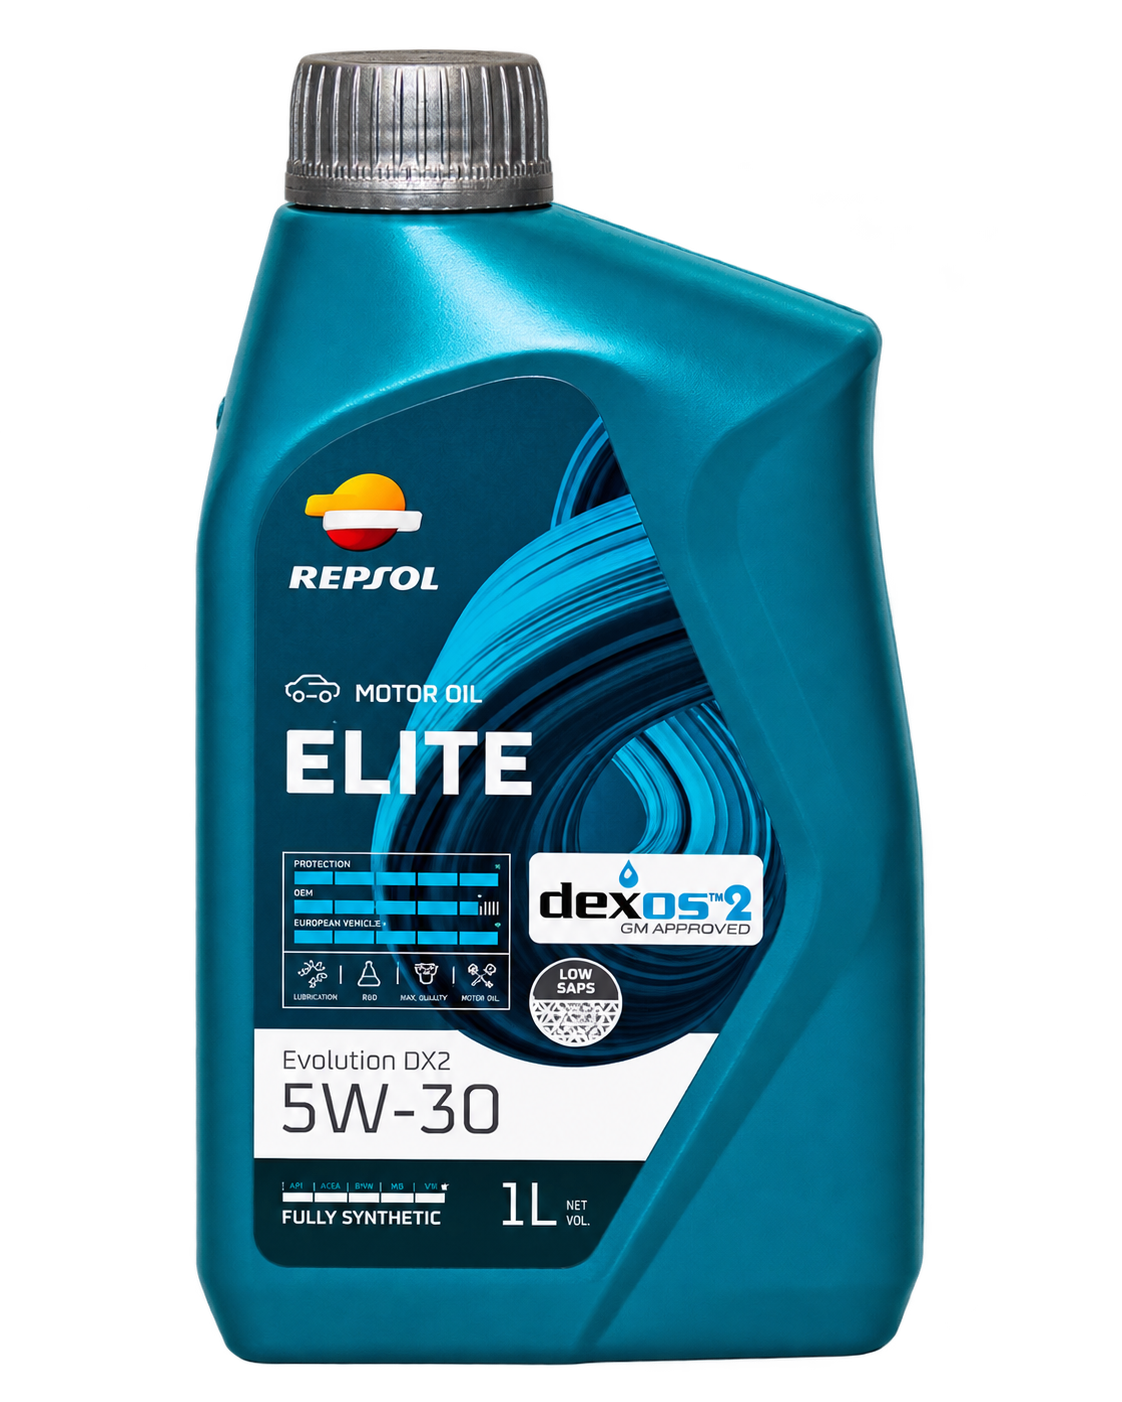 REPSOL
MOTOR OIL
ELITE
PROTECTION
OEM
EUROPEAN VEHICLE
LUBRICATION
R&D
MAX. QUALITY
MOTOR OIL
dexos™2
GM APPROVED
LOW
SAPS
Evolution DX2
5W-30
API | ACEA | BMW | MB | VW
FULLY SYNTHETIC
1L NET
VOL.